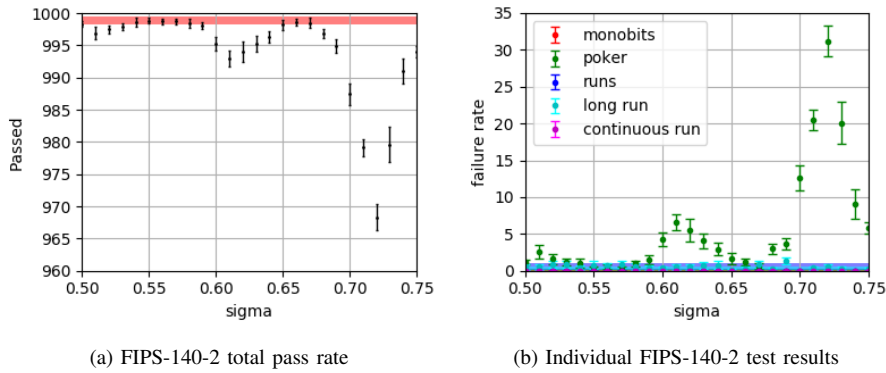 1000
995
990
985
980
975
970
965
960
Passed
0.50
0.55
0.60
0.65
0.70
0.75
sigma
(a) FIPS-140-2 total pass rate
35
30
25
20
15
10
5
0
failure rate
monobits
poker
runs
long run
continuous run
0.50
0.55
0.60
0.65
0.70
0.75
sigma
(b) Individual FIPS-140-2 test results